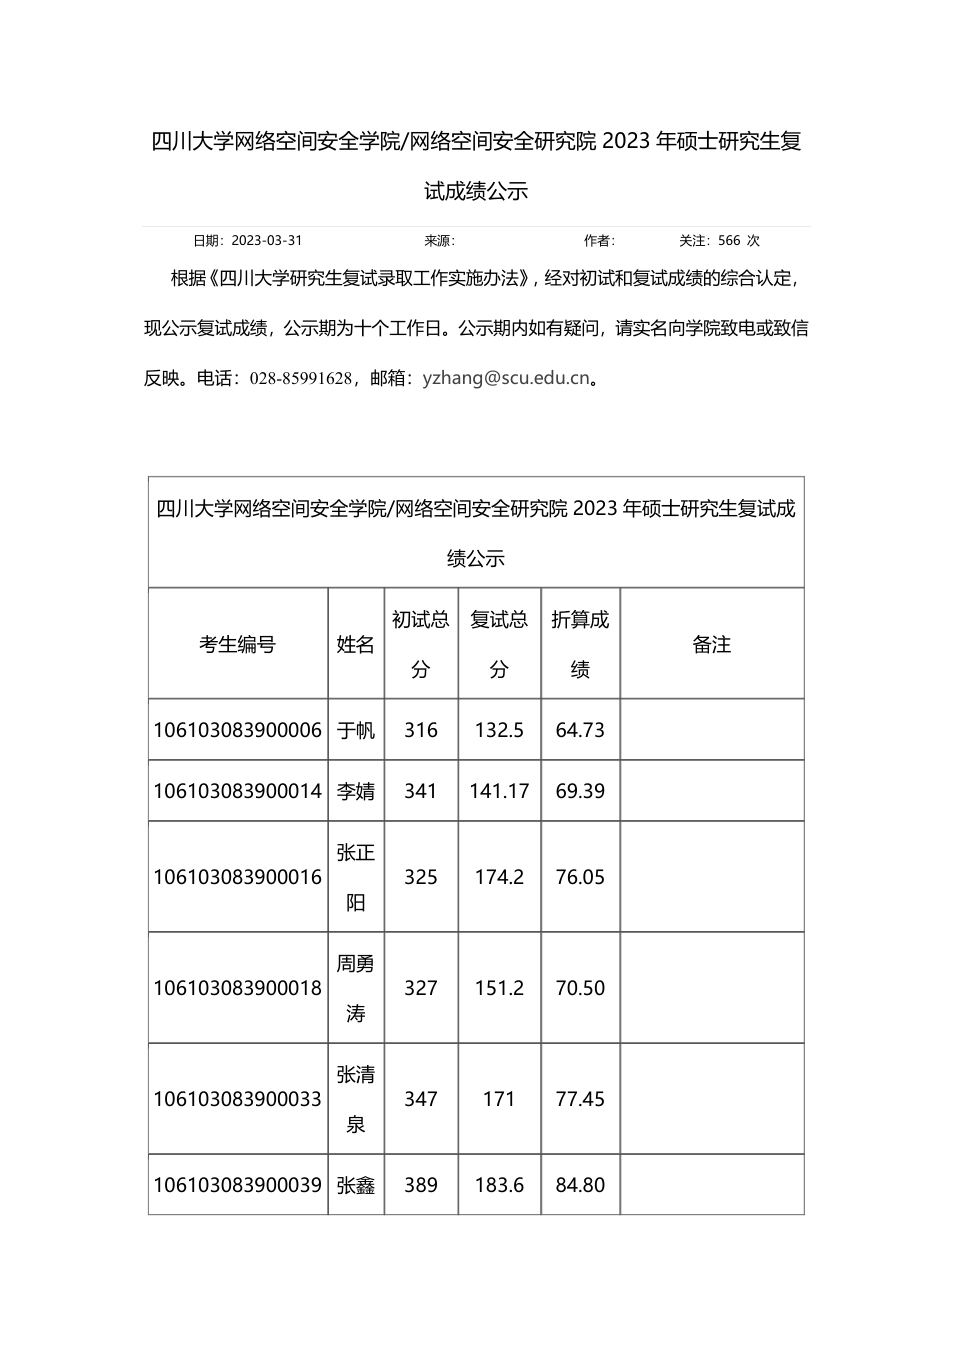 四川大学网络空间安全学院/网络空间安全研究院 2023 年硕士研究生复
试成绩公示
日期：2023-03-31 来源： 作者： 关注：566 次
根据《四川大学研究生复试录取工作实施办法》，经对初试和复试成绩的综合认定，
现公示复试成绩，公示期为十个工作日。公示期内如有疑问，请实名向学院致电或致信
反映。电话：028-85991628，邮箱：yzhang@scu.edu.cn。
四川大学网络空间安全学院/网络空间安全研究院 2023 年硕士研究生复试成
绩公示
考生编号 姓名 初试总分 复试总分 折算成绩 备注
106103083900006 于帆 316 132.5 64.73
106103083900014 李婧 341 141.17 69.39
106103083900016 张正阳 325 174.2 76.05
106103083900018 周勇涛 327 151.2 70.50
106103083900033 张清泉 347 171 77.45
106103083900039 张鑫 389 183.6 84.80